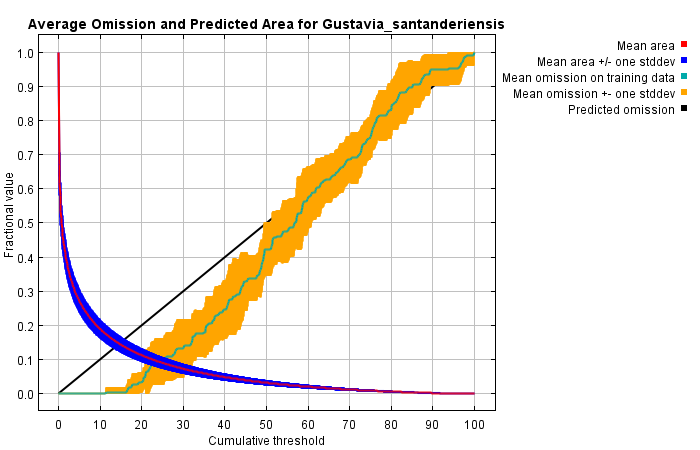 Average Omission and Predicted Area for Gustavia_santanderiensis
Mean area
Mean area +/- one stddev
Mean omission on training data
Mean omission +- one stddev
Predicted omission
Fractional value
1.0
0.9
0.8
0.7
0.6
0.5
0.4
0.3
0.2
0.1
0.0
0 10 20 30 40 50 60 70 80 90 100
Cumulative threshold